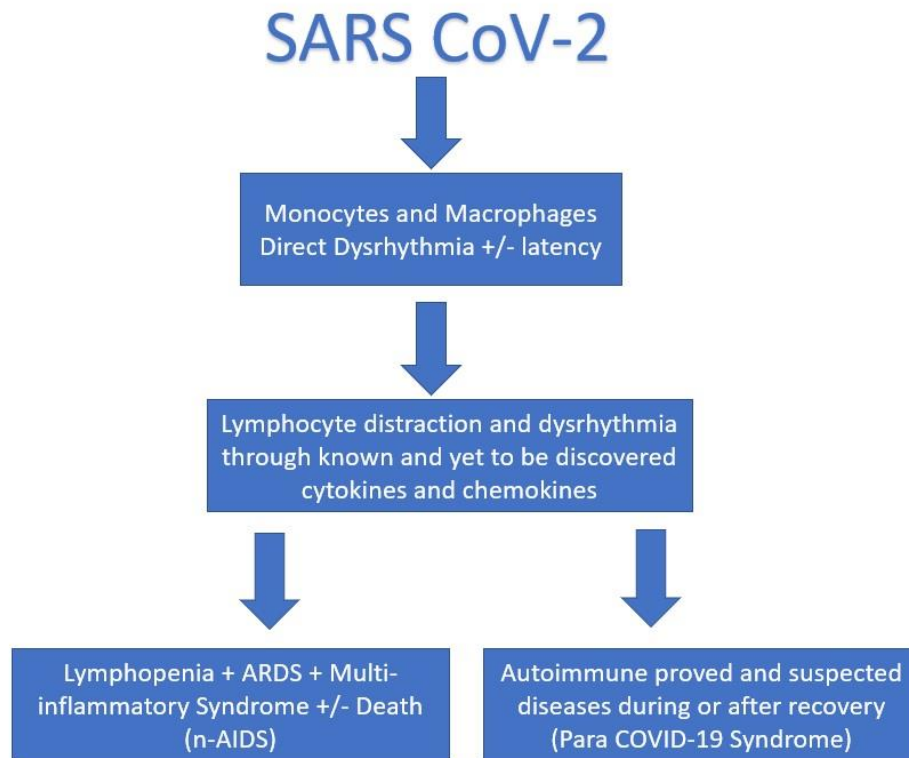 SARS CoV-2
Monocytes and Macrophages
Direct Dysrhythmia +/- latency
Lymphocyte distraction and dysrhythmia
through known and yet to be discovered
cytokines and chemokines
Lymphopenia + ARDS + Multi-
inflammatory Syndrome +/- Death
(n-AIDS)
Autoimmune proved and suspected
diseases during or after recovery
(Para COVID-19 Syndrome)